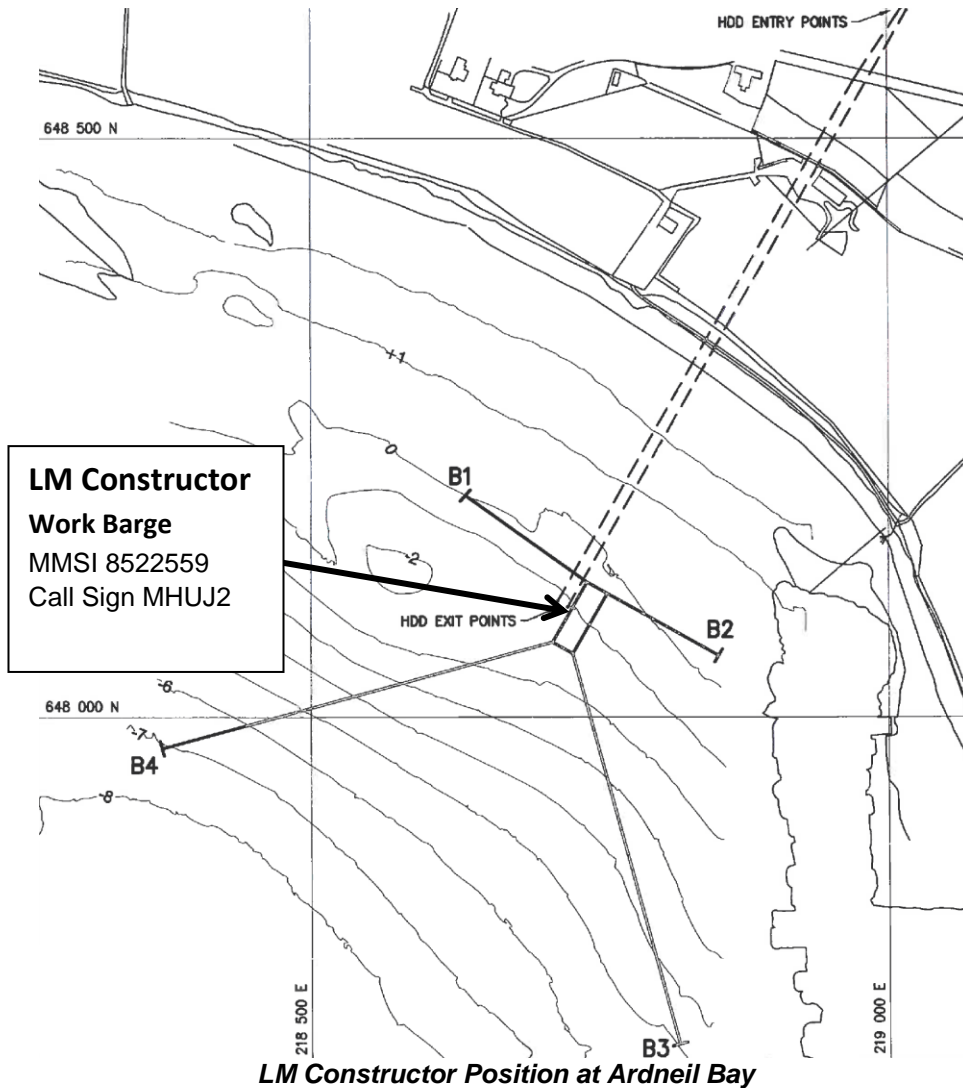 HDD ENTRY POINTS
648 500 N
+1
0
B1
LM Constructor
Work Barge
MMSI 8522559
Call Sign MHUJ2
-2
HDD EXIT POINTS
B2
-6
648 000 N
-7
B4
-8
218 500 E
219 000 E
B3
LM Constructor Position at Ardneil Bay